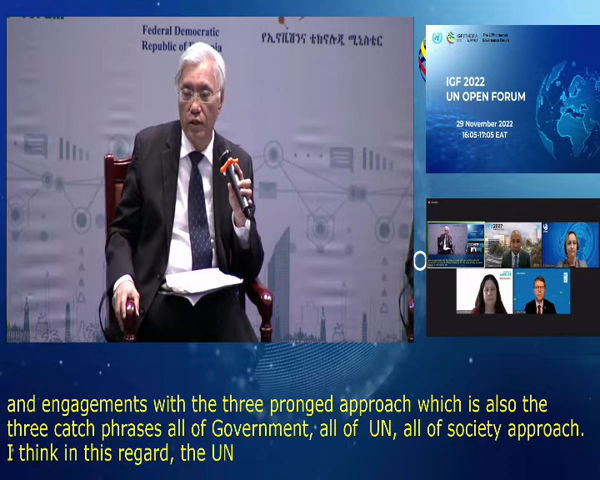 Federal Democratic
Republic of
የኢኖቬሽንና ቴክኖሎጂ ሚኒስቴር
IGF 2022
UN OPEN FORUM
29 November 2022
16:05-17:05 EAT
and engagements with the three pronged approach which is also the
three catch phrases all of Government, all of UN, all of society approach.
I think in this regard, the UN